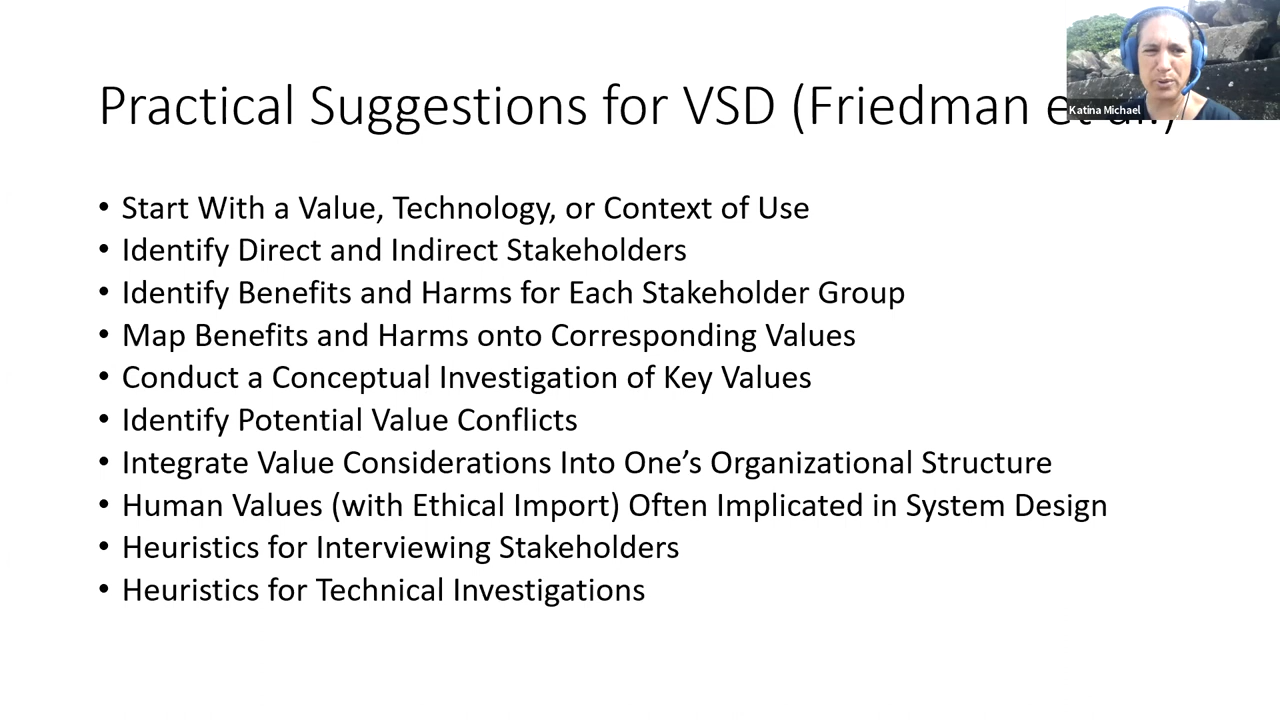 Practical Suggestions for VSD (Friedman et al.)
Katina Michael
• Start With a Value, Technology, or Context of Use
• Identify Direct and Indirect Stakeholders
• Identify Benefits and Harms for Each Stakeholder Group
• Map Benefits and Harms onto Corresponding Values
• Conduct a Conceptual Investigation of Key Values
• Identify Potential Value Conflicts
• Integrate Value Considerations Into One’s Organizational Structure
• Human Values (with Ethical Import) Often Implicated in System Design
• Heuristics for Interviewing Stakeholders
• Heuristics for Technical Investigations